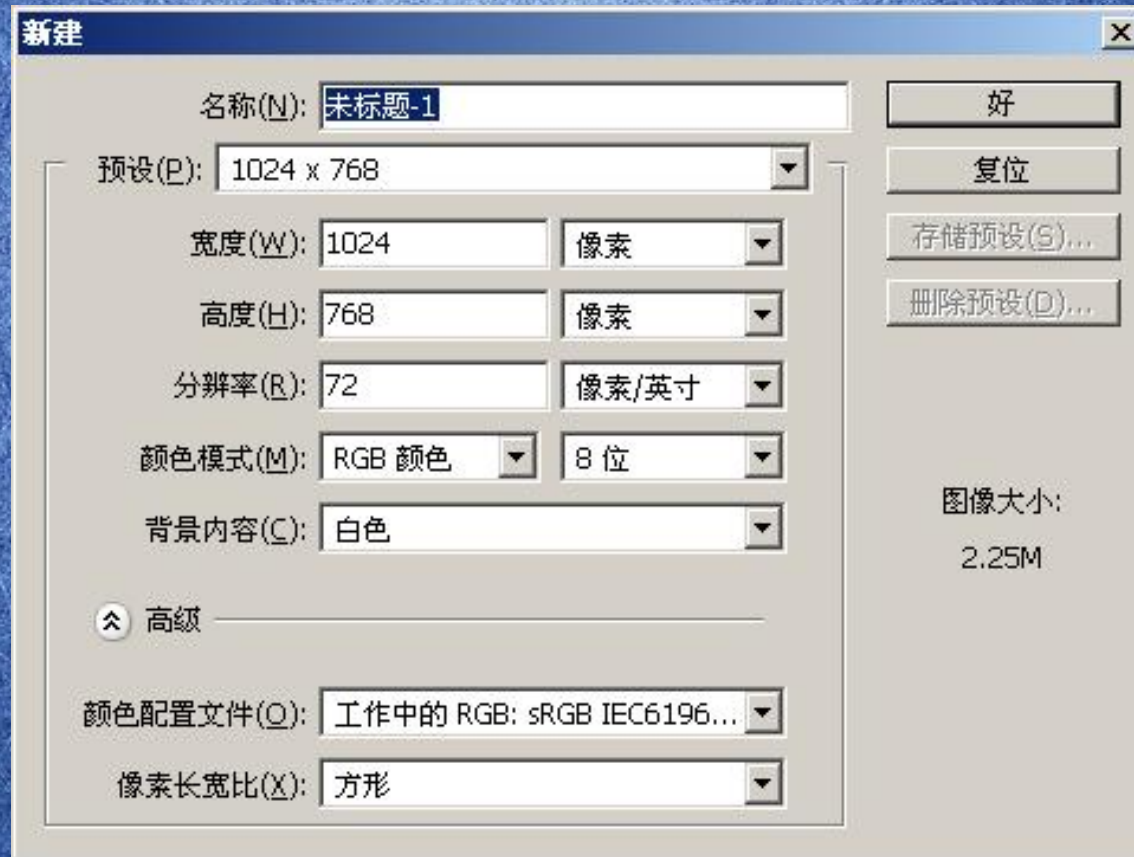 新建
名称(N): 未标题-1
好
预设(P): 1024 x 768
复位
宽度(W): 1024 像素
存储预设(S)...
高度(H): 768 像素
删除预设(D)...
分辨率(R): 72 像素/英寸
颜色模式(M): RGB 颜色 8 位
图像大小:
背景内容(C): 白色
2.25M
高级
颜色配置文件(O): 工作中的 RGB: sRGB IEC6196...
像素长宽比(X): 方形